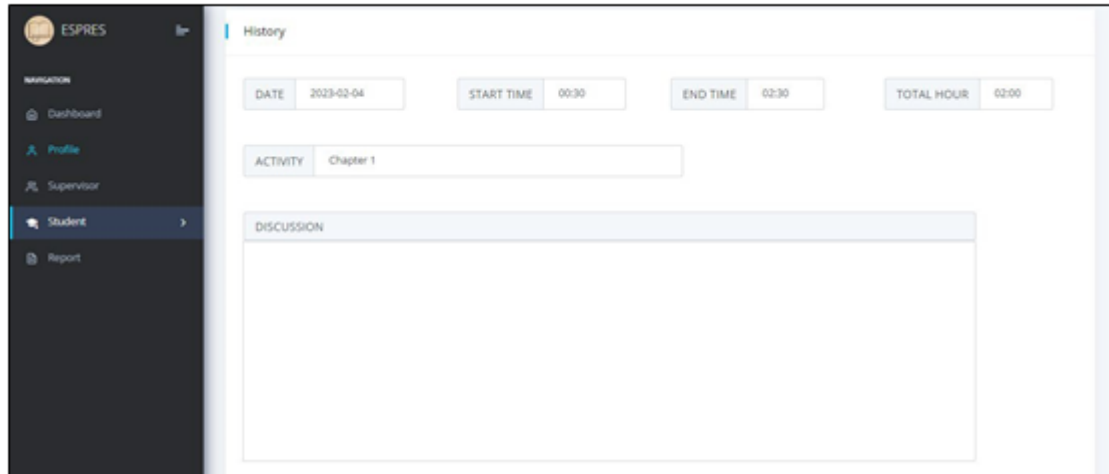 ESPRES
NAVIGATION
Dashboard
Profile
Supervisor
Student
Report
History
DATE 2023-02-04 START TIME 00:30 END TIME 02:30 TOTAL HOUR 02:00
ACTIVITY Chapter 1
DISCUSSION